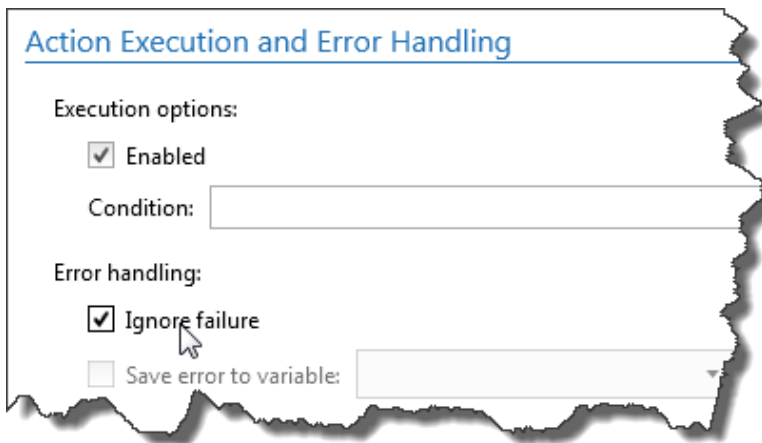 Action Execution and Error Handling
Execution options:
Enabled
Condition:
Error handling:
Ignore failure
Save error to variable: